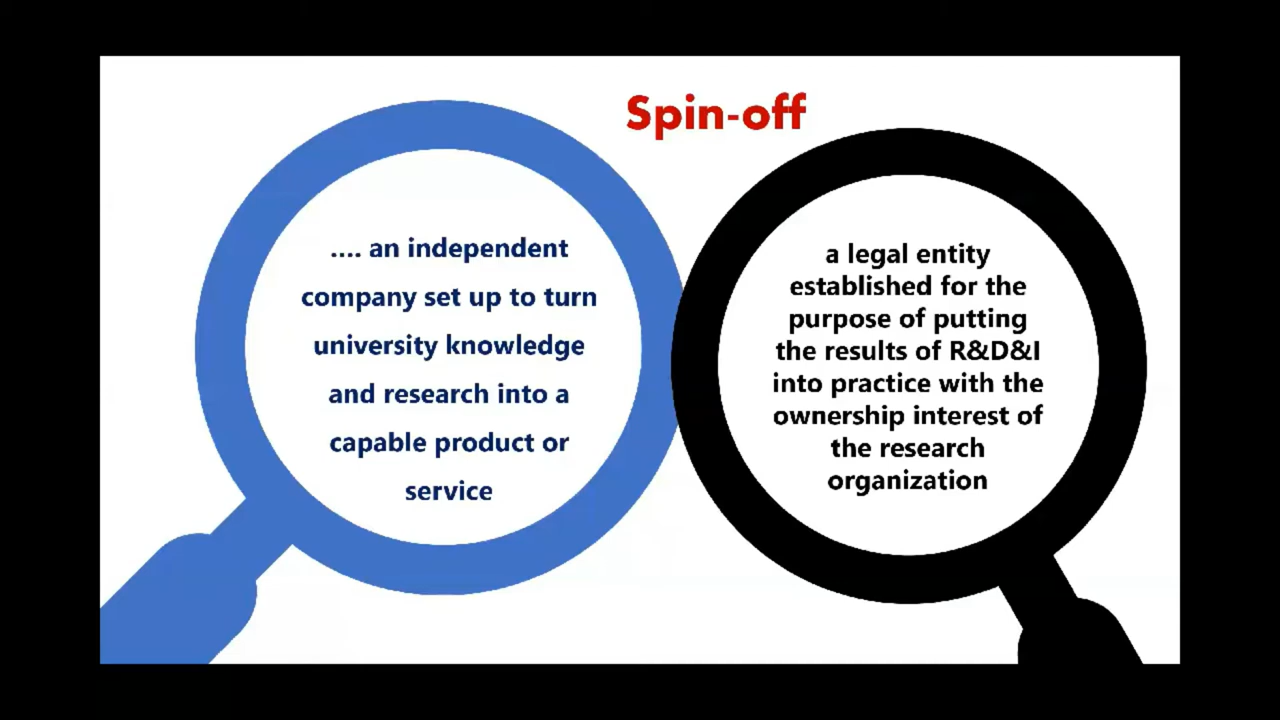 Spin-off
.... an independent
company set up to turn
university knowledge
and research into a
capable product or
service
a legal entity
established for the
purpose of putting
the results of R&D&I
into practice with the
ownership interest of
the research
organization